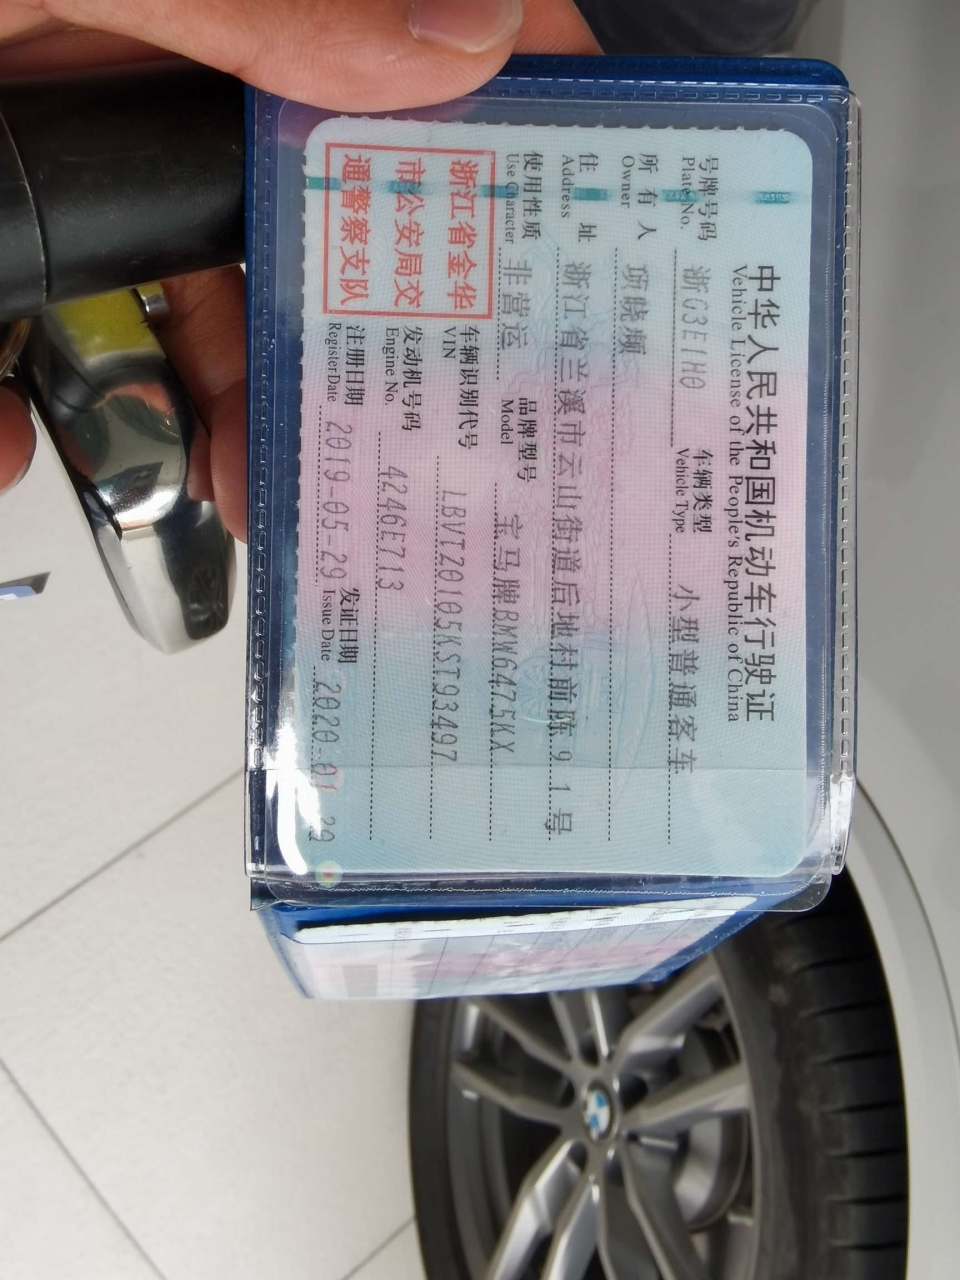 中华人民共和国机动车行驶证
Vehicle License of the People's Republic of China
号牌号码 浙G3E1M0 车辆类型 小型普通客车
Plate No. Vehicle Type
所有人 项晓频
Owner
住址 浙江省兰溪市云山街道后地村前陈91号
Address
使用性质 非营运 品牌型号 宝马牌BMW6475KX
Use Character Model
浙江省金华
市公安局交
通警察支队
车辆识别代号 LBVTZ0105KST93497
VIN
发动机号码 4246E713
Engine No.
注册日期 2019-05-29 发证日期 2020-01-29
Register Date Issue Date